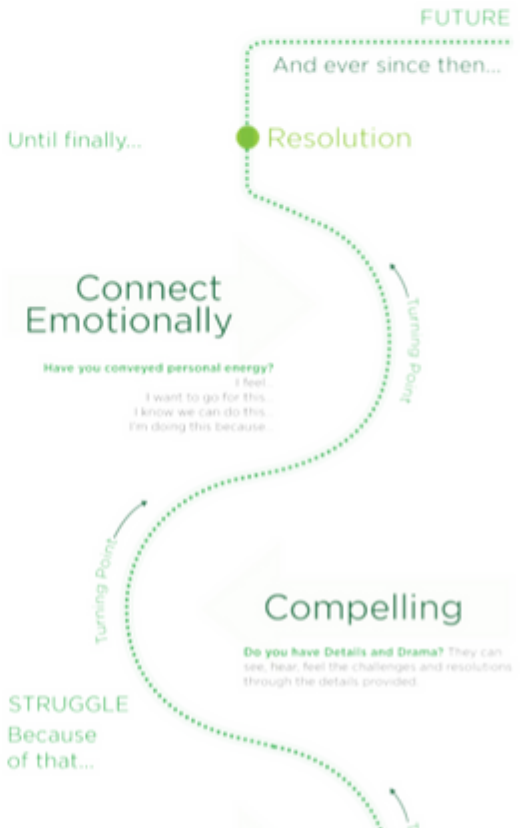 FUTURE
And ever since then...
Until finally...
Resolution
Connect
Emotionally
Turning Point
Have you conveyed personal energy?
I feel...
I want to go for this...
I know we can do this...
I'm doing this because...
Turning Point
Compelling
Do you have Details and Drama? They can
see, hear, feel the challenges and resolutions
through the details provided.
STRUGGLE
Because
of that...